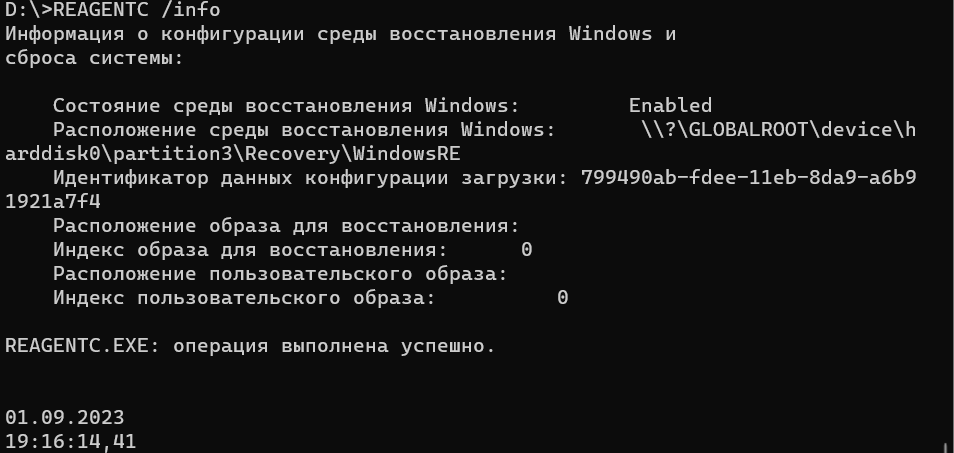 D:\>REAGENTC /info
Информация о конфигурации среды восстановления Windows и
сброса системы:
Состояние среды восстановления Windows: Enabled
Расположение среды восстановления Windows: \\?\GLOBALROOT\device\h
arddisk0\partition3\Recovery\WindowsRE
Идентификатор данных конфигурации загрузки: 799490ab-fdee-11eb-8da9-a6b9
1921a7f4
Расположение образа для восстановления:
Индекс образа для восстановления: 0
Расположение пользовательского образа:
Индекс пользовательского образа: 0
REAGENTC.EXE: операция выполнена успешно.
01.09.2023
19:16:14,41